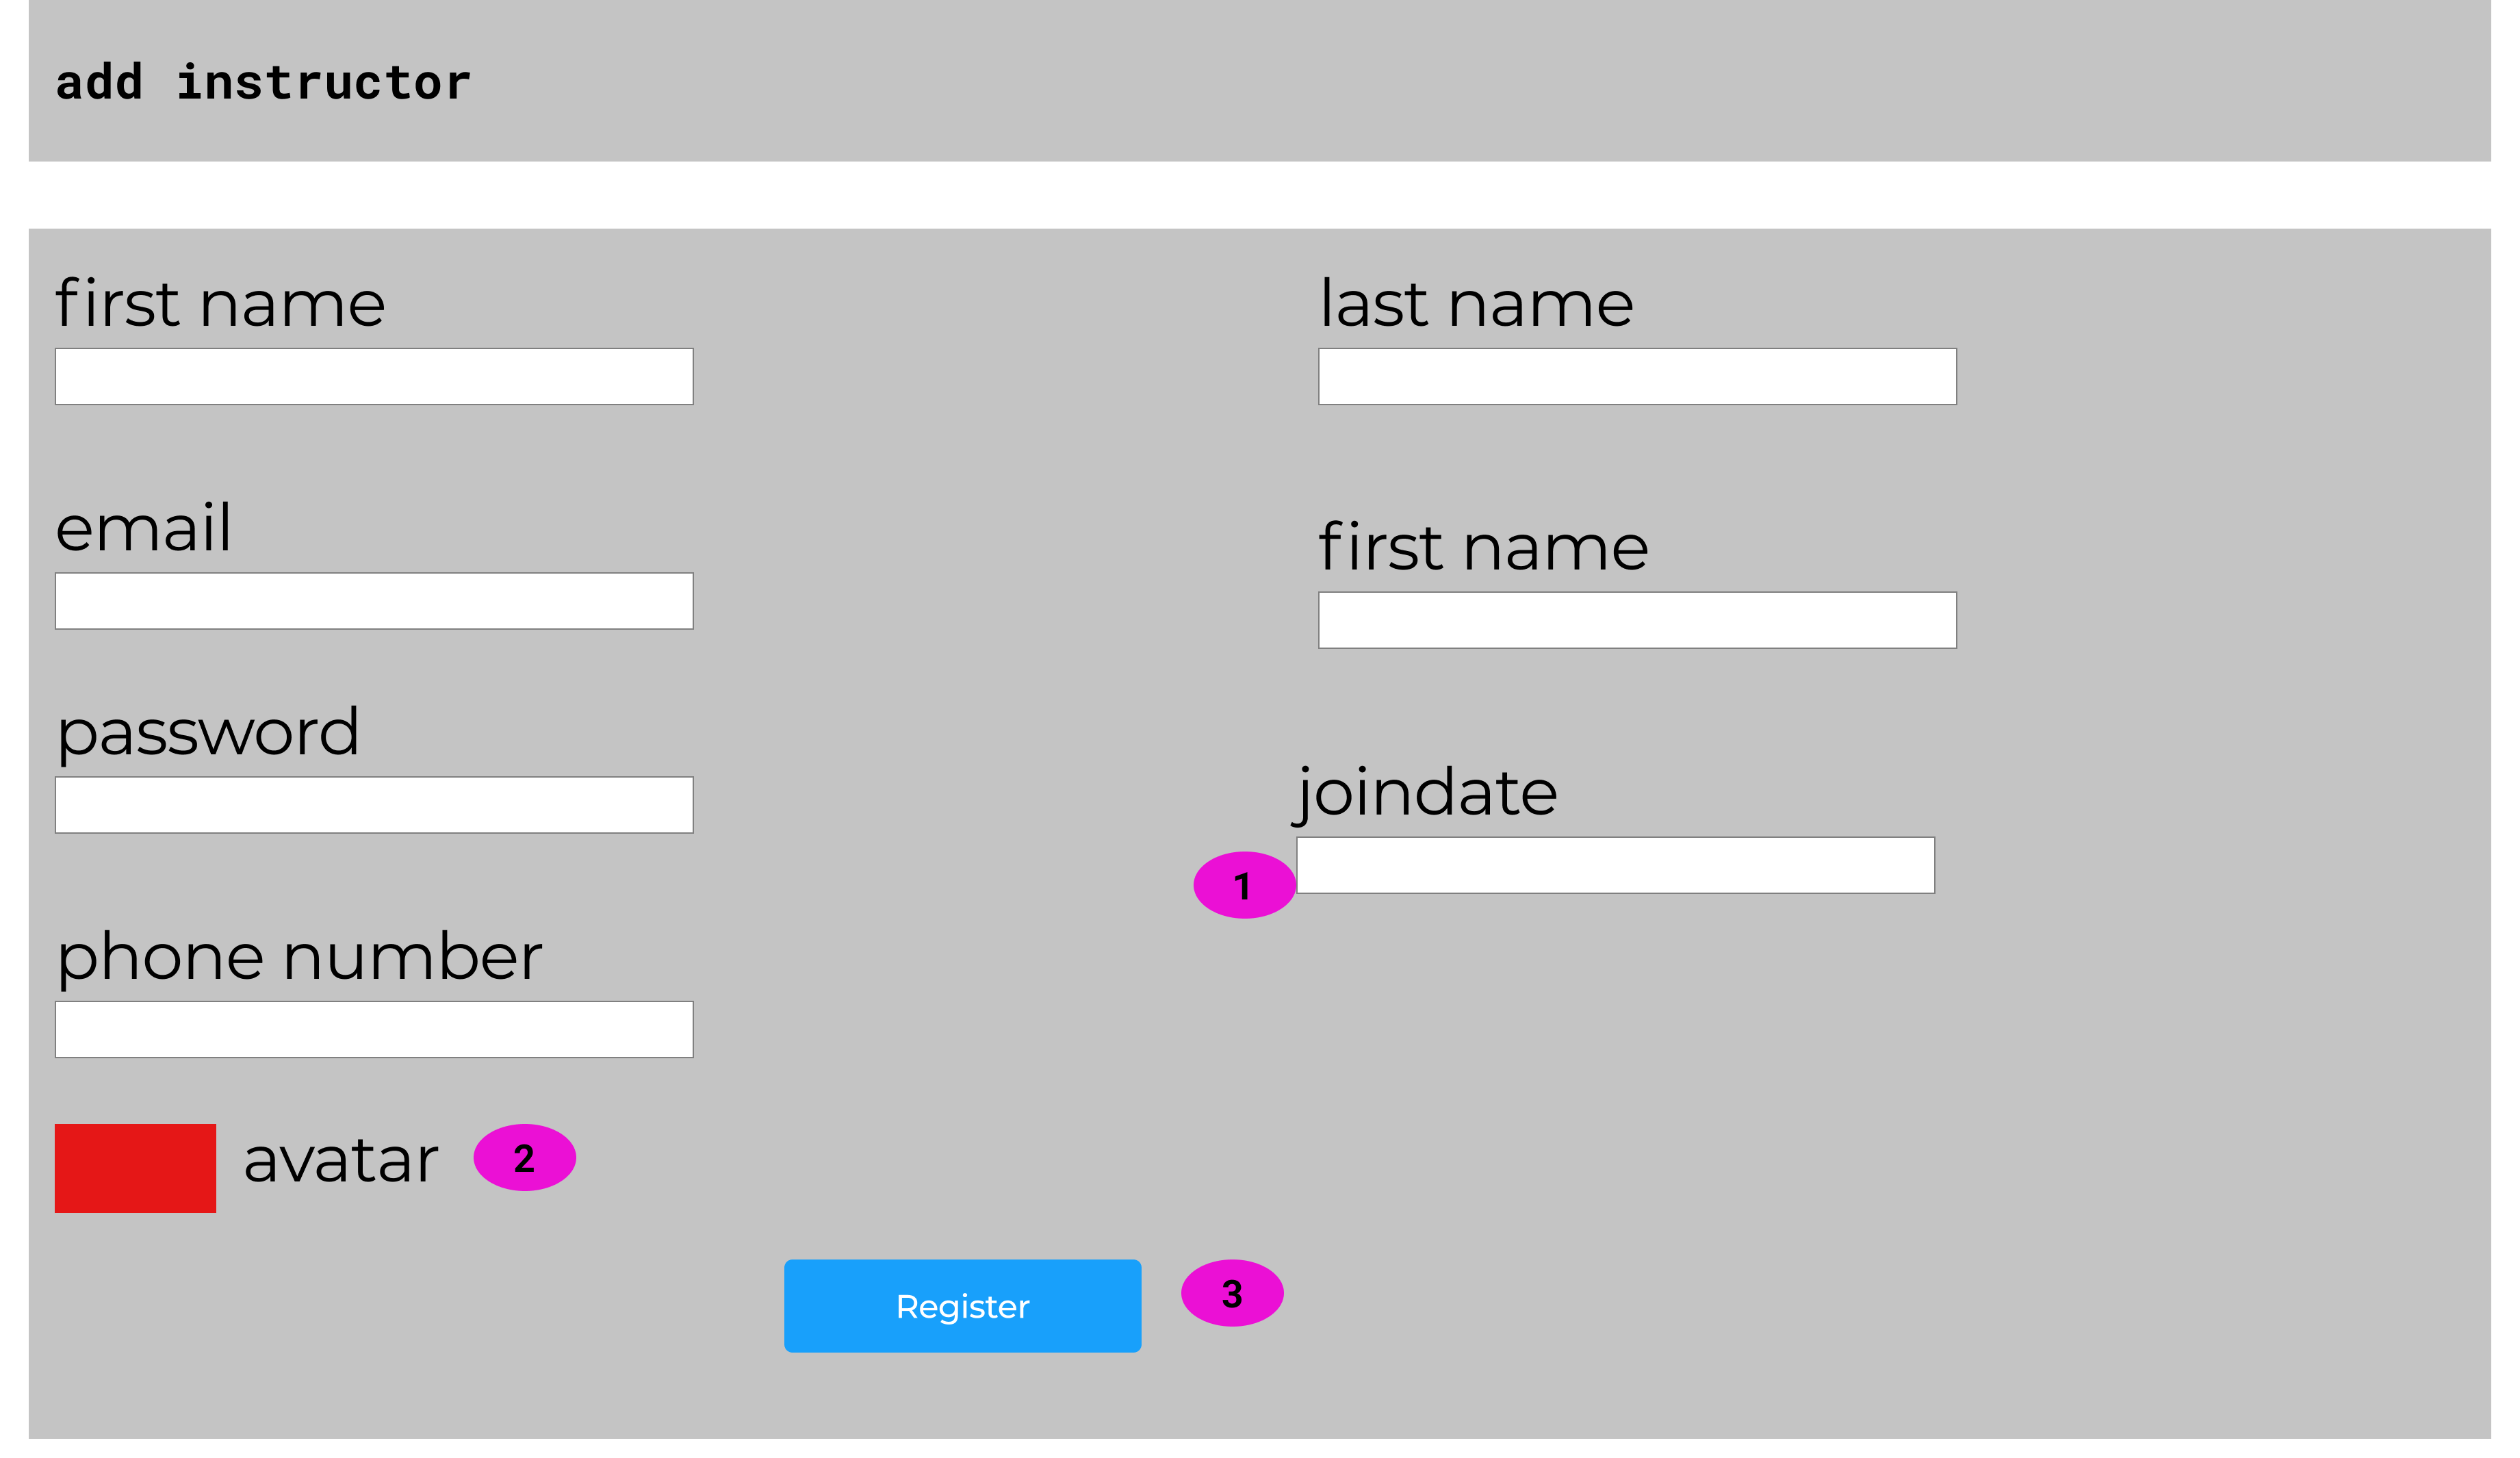 add instructor
first name
last name
email
first name
password
joindate
1
phone number
avatar
2
Register
3